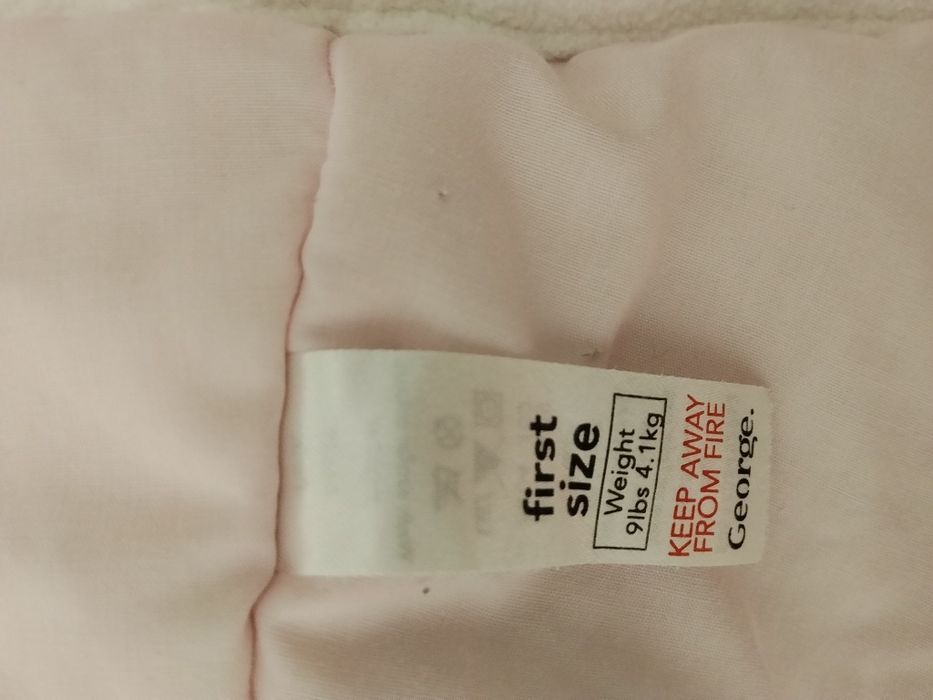 first
size
Weight
9lbs 4.1kg
KEEP AWAY
FROM FIRE
George.